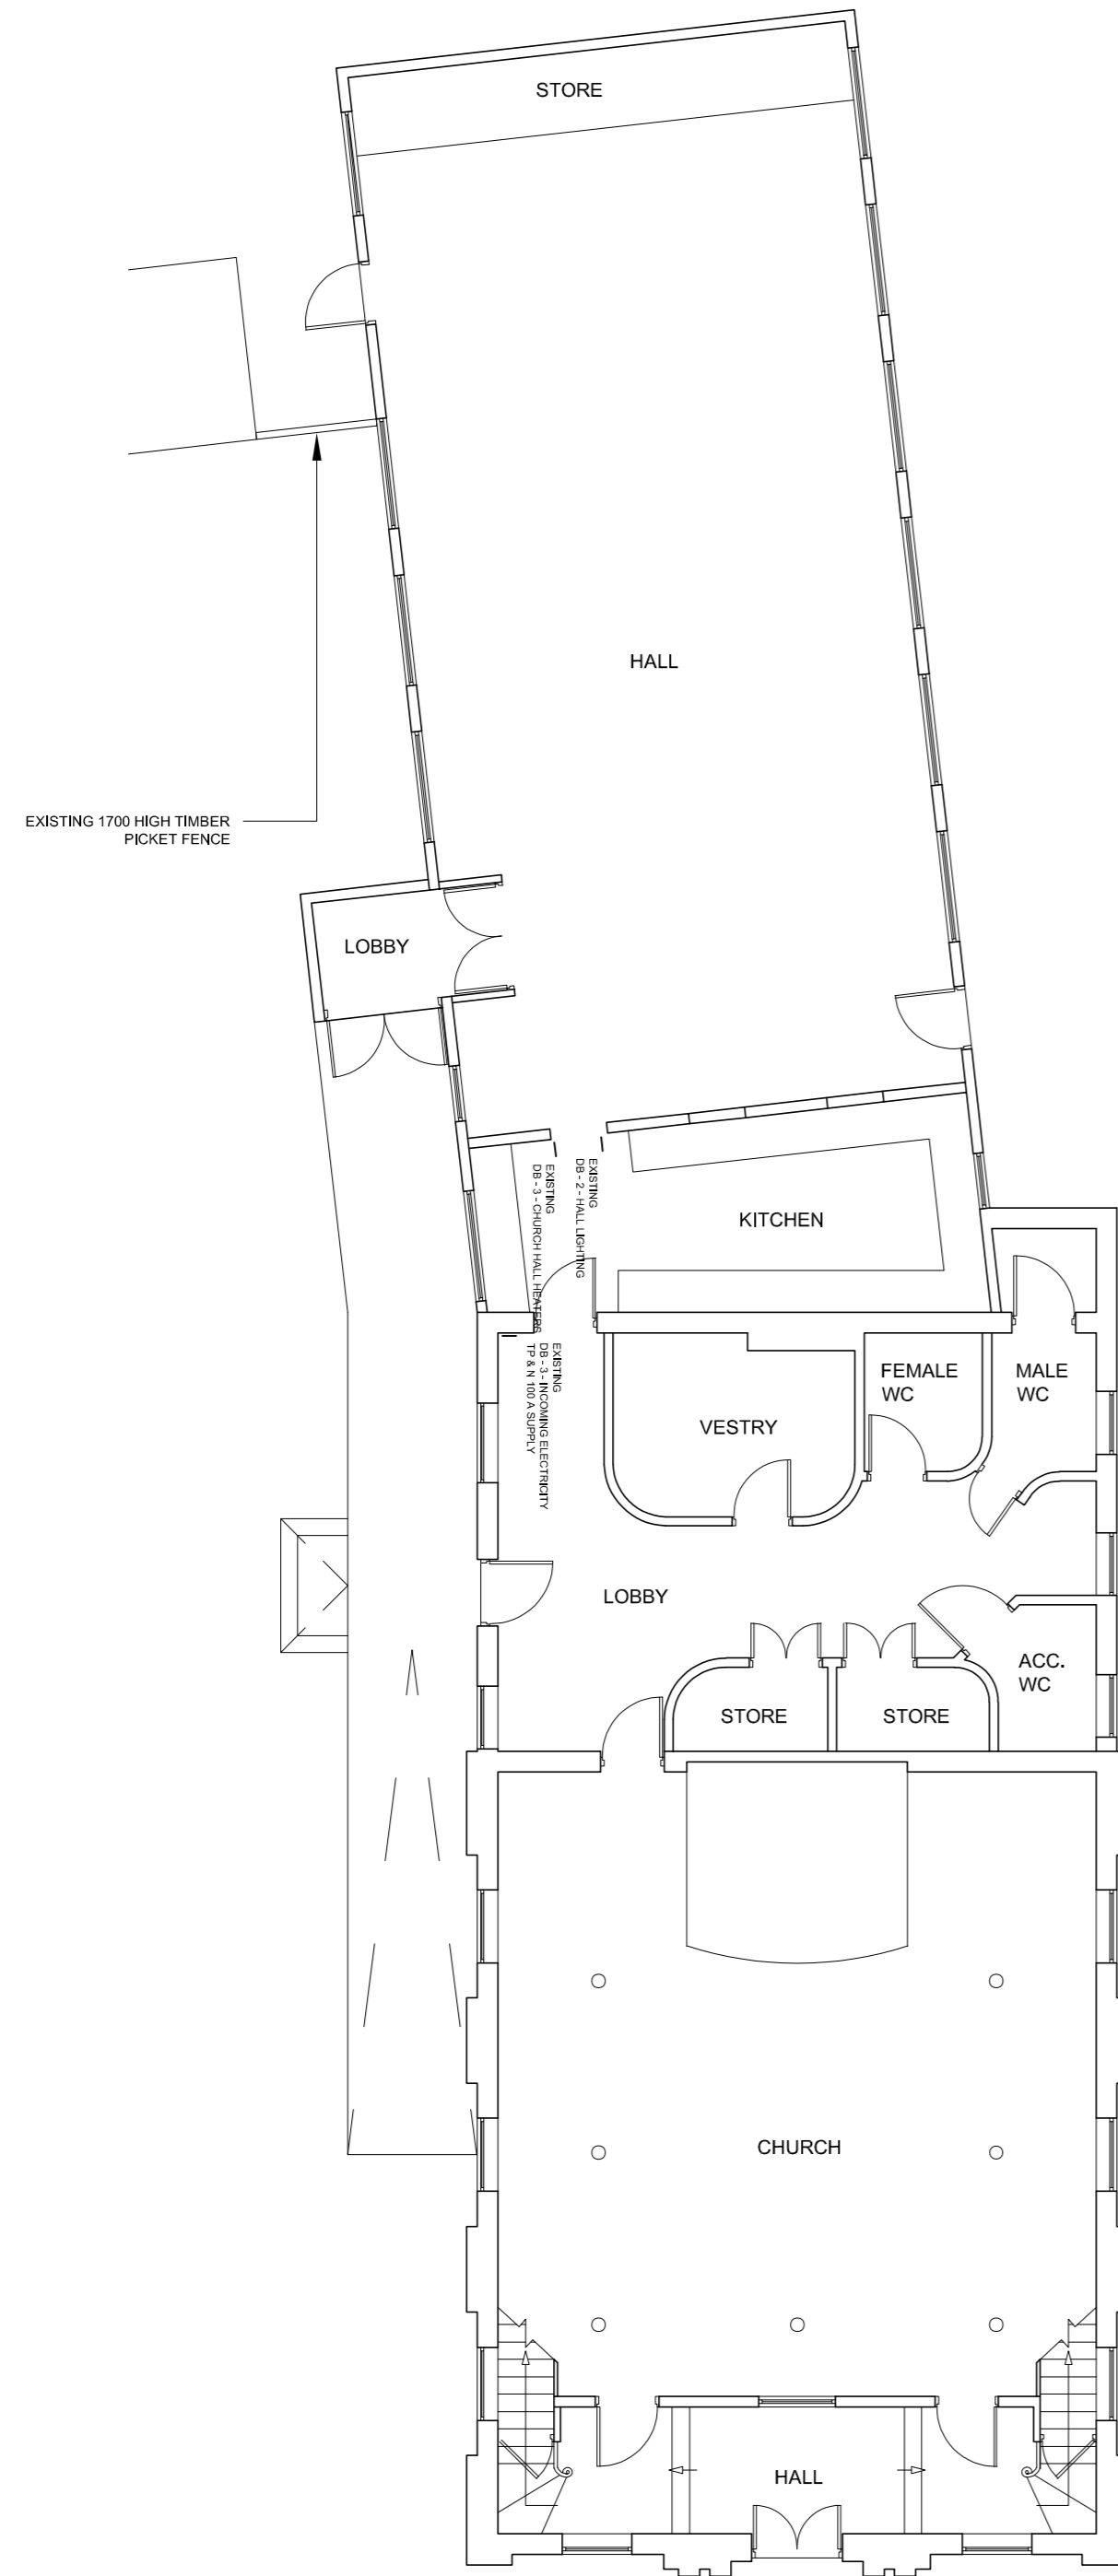 STORE
HALL
EXISTING 1700 HIGH TIMBER
PICKET FENCE
LOBBY
EXISTING
DB - 3 - CHURCH HALL HEATERS
EXISTING
DB - 2 - HALL LIGHTING
KITCHEN
EXISTING
DB - 3 - INCOMING ELECTRICITY
TP & N 100 A SUPPLY
VESTRY
FEMALE
WC
MALE
WC
LOBBY
ACC.
WC
STORE
STORE
CHURCH
HALL